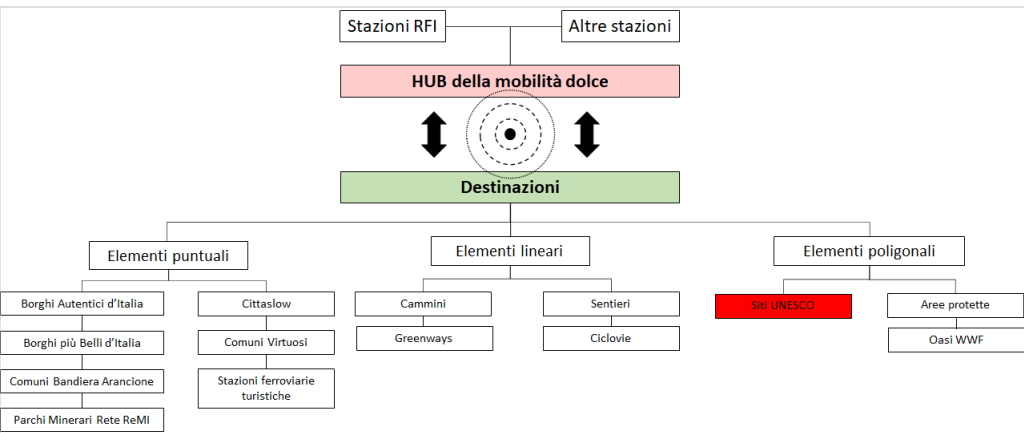 Stazioni RFI
Altre stazioni
HUB della mobilità dolce
Destinazioni
Elementi puntuali
Elementi lineari
Elementi poligonali
Borghi Autentici d’Italia
Cittaslow
Cammini
Sentieri
Siti UNESCO
Aree protette
Borghi più Belli d’Italia
Comuni Virtuosi
Greenways
Ciclovie
Oasi WWF
Comuni Bandiera Arancione
Stazioni ferroviarie
turistiche
Parchi Minerari Rete ReMI